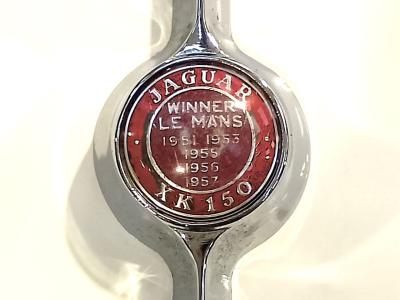 JAGUAR
WINNER
LE MANS
1951 1953
1955
1956
1957
XK 150